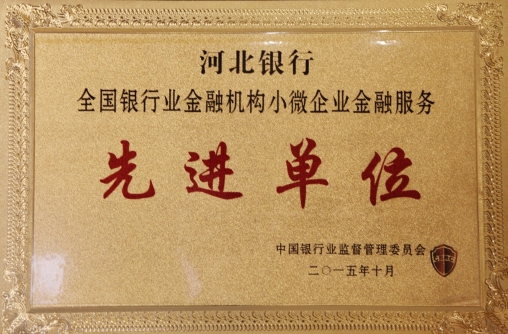 河北银行
全国银行业金融机构小微企业金融服务
先进单位
中国银行业监督管理委员会
二〇一五年十月